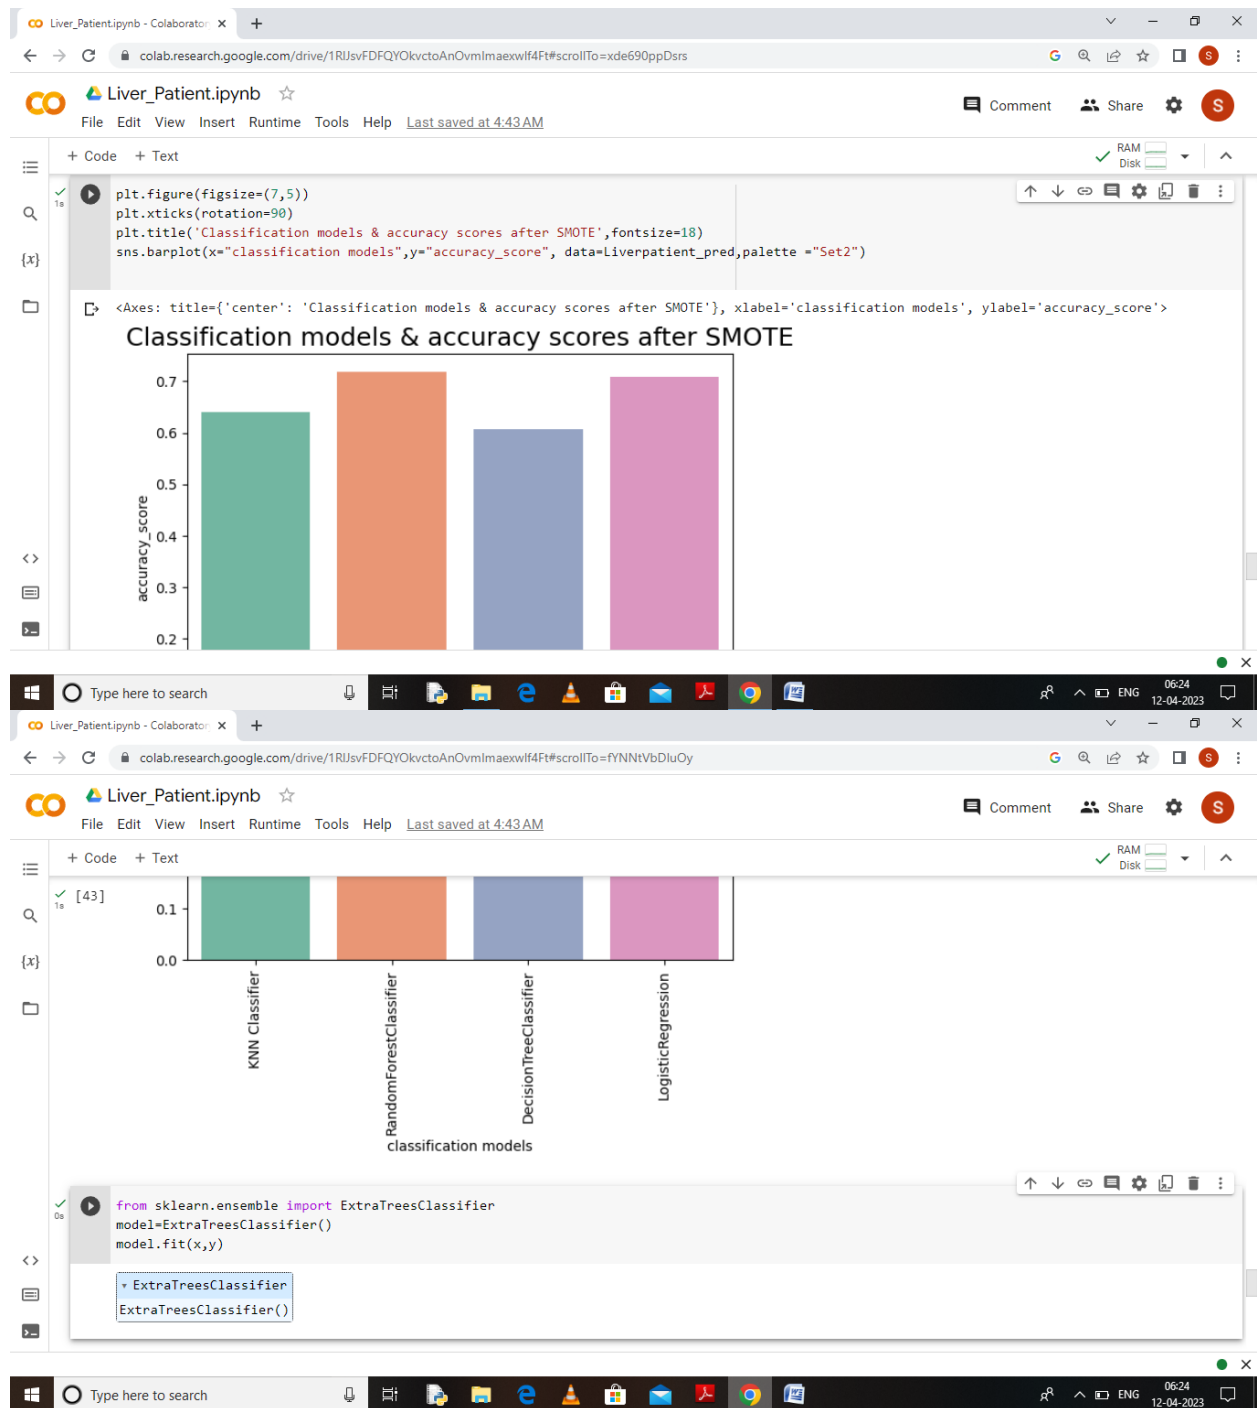 Liver_Patient.ipynb - Colaborator
colab.research.google.com/drive/1RlJsvFDFQYOkvctoAnOvmImaexwIf4Ft#scrollTo=xde690ppDsrs
Liver_Patient.ipynb
Comment Share S
File Edit View Insert Runtime Tools Help Last saved at 4:43 AM
+ Code + Text
RAM
Disk
1s
plt.figure(figsize=(7,5))
plt.xticks(rotation=90)
plt.title('Classification models & accuracy scores after SMOTE',fontsize=18)
sns.barplot(x="classification models",y="accuracy_score", data=Liverpatient_pred,palette ="Set2")
{x}
<Axes: title={'center': 'Classification models & accuracy scores after SMOTE'}, xlabel='classification models', ylabel='accuracy_score'>
Classification models & accuracy scores after SMOTE
0.7
0.6
0.5
0.4
0.3
0.2
accuracy_score
Type here to search
ENG
06:24
12-04-2023
Liver_Patient.ipynb - Colaborator
colab.research.google.com/drive/1RlJsvFDFQYOkvctoAnOvmImaexwIf4Ft#scrollTo=fYNNtVbDluOy
Liver_Patient.ipynb
Comment Share S
File Edit View Insert Runtime Tools Help Last saved at 4:43 AM
+ Code + Text
RAM
Disk
1s
[43]
{x}
0.1
0.0
KNN Classifier
RandomForestClassifier
DecisionTreeClassifier
LogisticRegression
classification models
0s
from sklearn.ensemble import ExtraTreesClassifier
model=ExtraTreesClassifier()
model.fit(x,y)
ExtraTreesClassifier
ExtraTreesClassifier()
Type here to search
ENG
06:24
12-04-2023